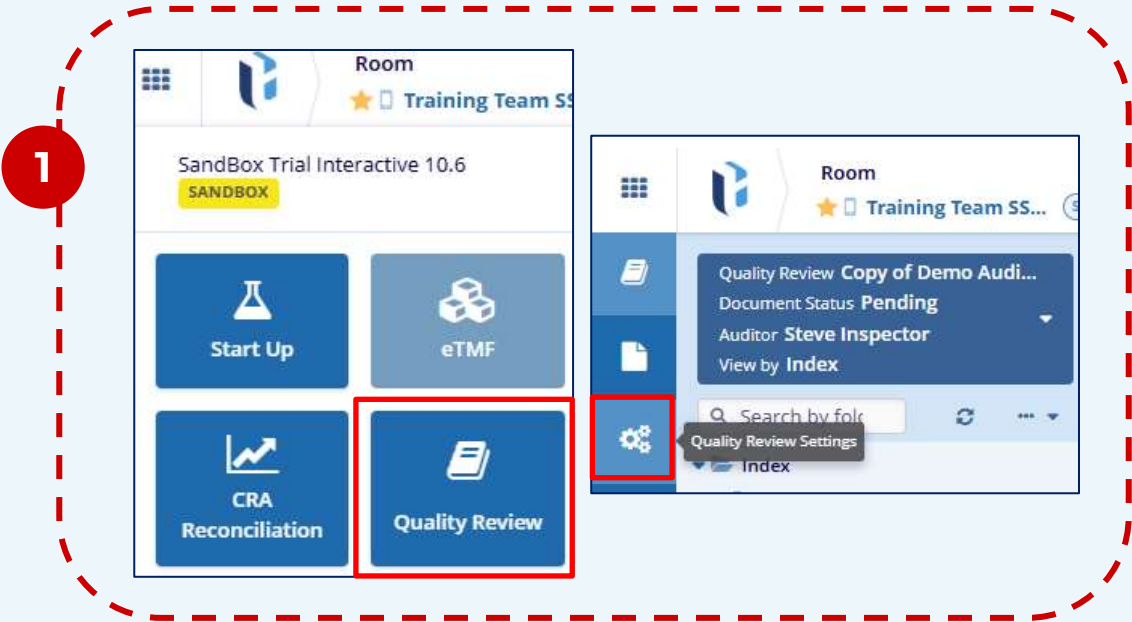 1
Room
Training Team SS
SandBox Trial Interactive 10.6
SANDBOX
Start Up
eTMF
CRA
Reconciliation
Quality Review
Room
Training Team SS...
Quality Review Copy of Demo Audi...
Document Status Pending
Auditor Steve Inspector
View by Index
Search by fol
Quality Review Settings
Index